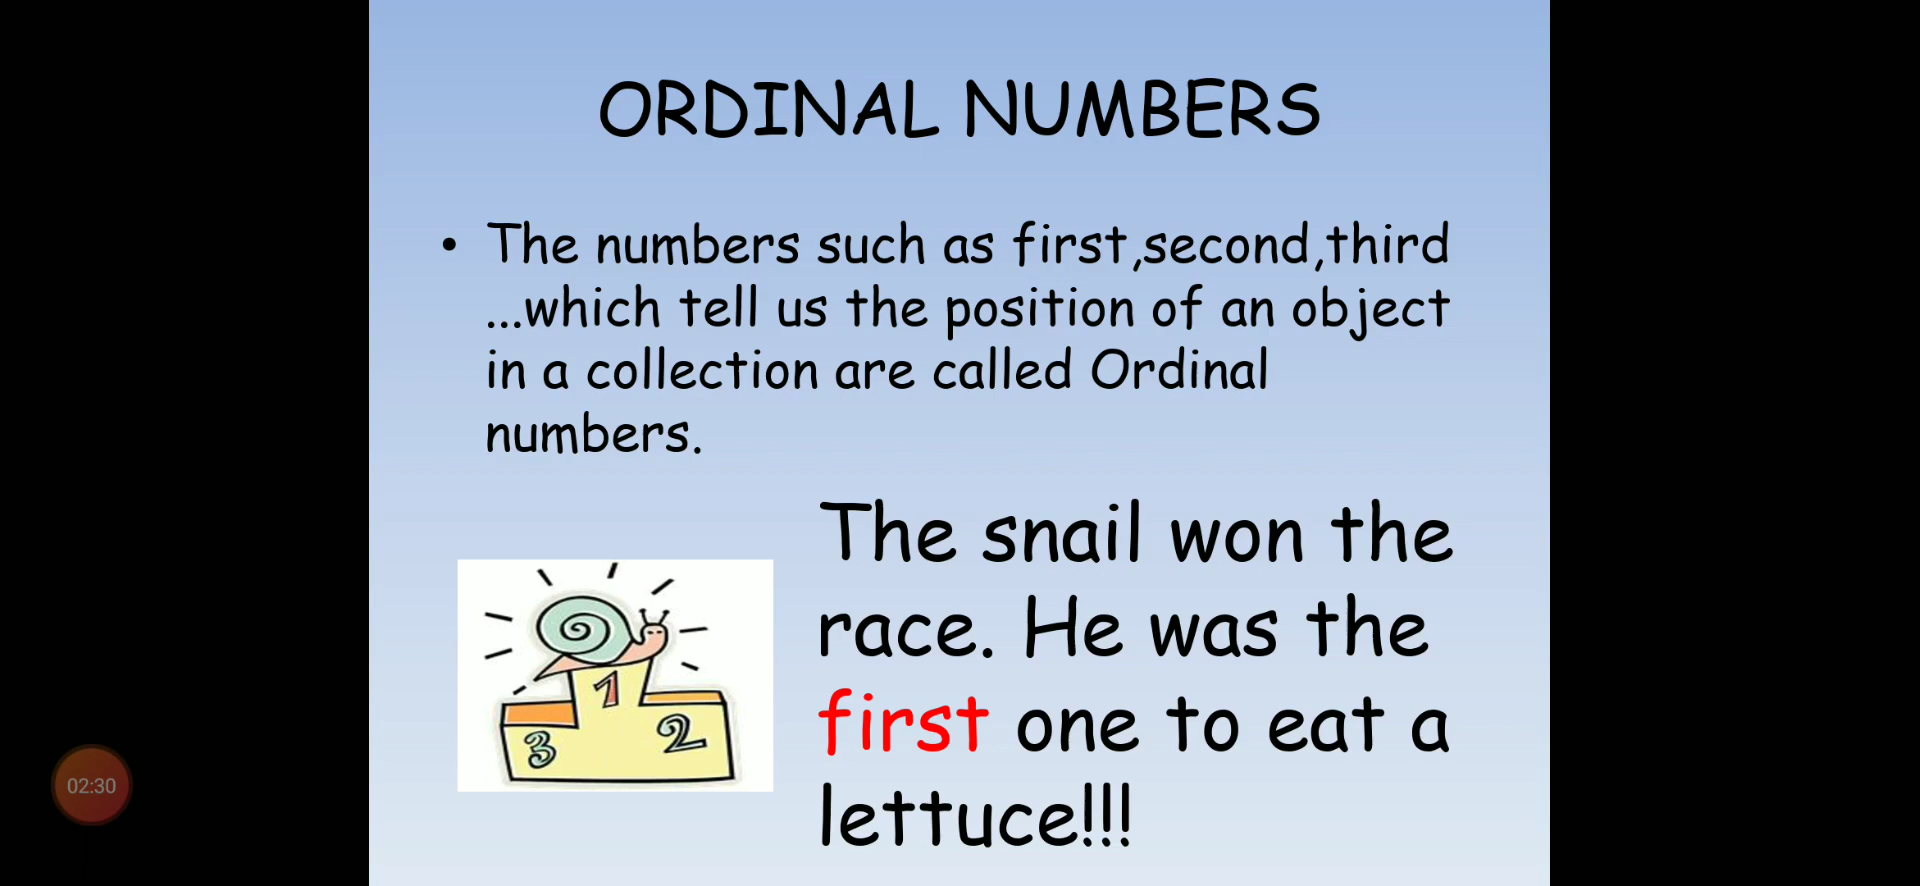 ORDINAL NUMBERS
• The numbers such as first,second,third
...which tell us the position of an object
in a collection are called Ordinal
numbers.
The snail won the
race. He was the
first one to eat a
lettuce!!!
1
3 2
02:30